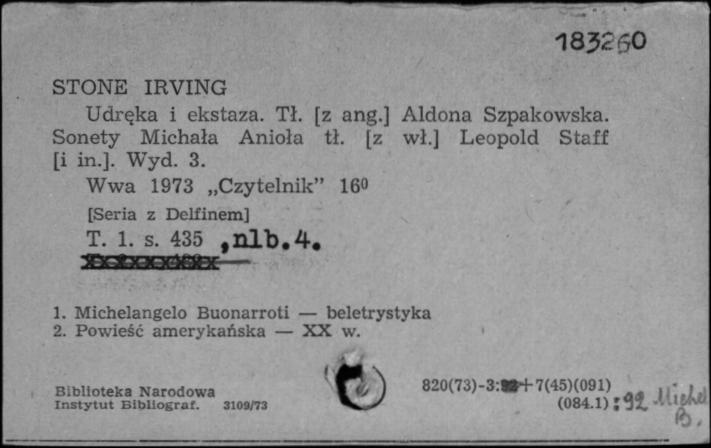 183260
STONE IRVING
Udręka i ekstaza. Tł. [z ang.] Aldona Szpakowska.
Sonety Michała Anioła tł. [z wł.] Leopold Staff
[i in.]. Wyd. 3.
Wwa 1973 „Czytelnik” 16⁰
[Seria z Delfinem]
T. 1. s. 435 ,nlb.4.
1. Michelangelo Buonarroti — beletrystyka
2. Powieść amerykańska — XX w.
Biblioteka Narodowa
Instytut Bibliograf. 3109/73
820(73)-3:92+7(45)(091)
(084.1) :92 Michel
B.